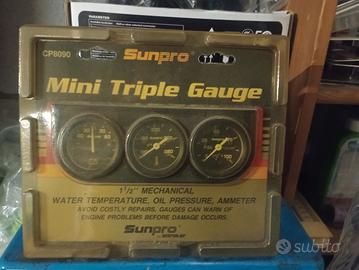 CP8090
Sunpro
Mini Triple Gauge
1 1/2" MECHANICAL
WATER TEMPERATURE, OIL PRESSURE, AMMETER
AVOID COSTLY REPAIRS, GAUGES CAN WARN OF
ENGINE PROBLEMS BEFORE DAMAGE OCCURS.
Sunpro
subito